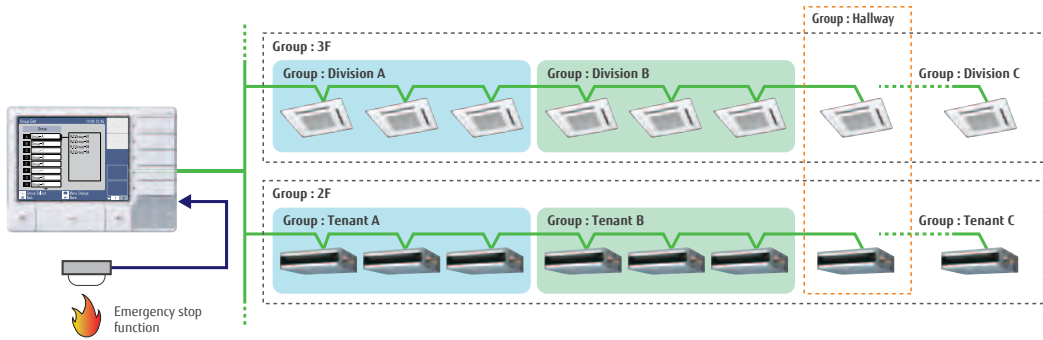 Group : Hallway
Group : 3F
Group : Division A
Group : Division B
Group : Division C
Group : 2F
Group : Tenant A
Group : Tenant B
Group : Tenant C
Emergency stop
function